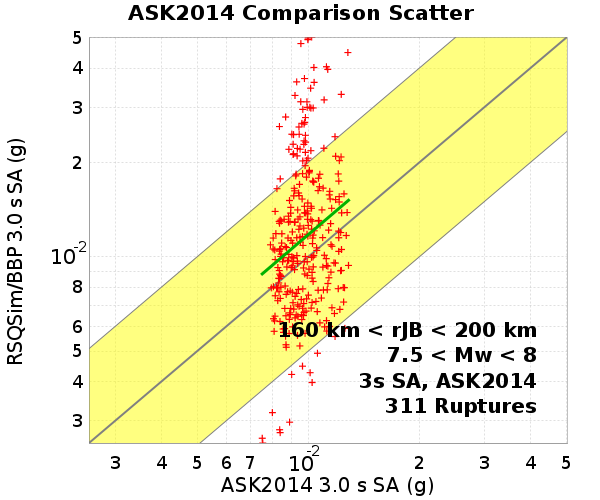 ASK2014 Comparison Scatter
RSQSim/BBP 3.0 s SA (g)
5
4
3
2
10-2
8
6
5
4
3
160 km < rJB < 200 km
7.5 < Mw < 8
3s SA, ASK2014
311 Ruptures
3 4 5 6 7 10-2 2 3 4 5
ASK2014 3.0 s SA (g)